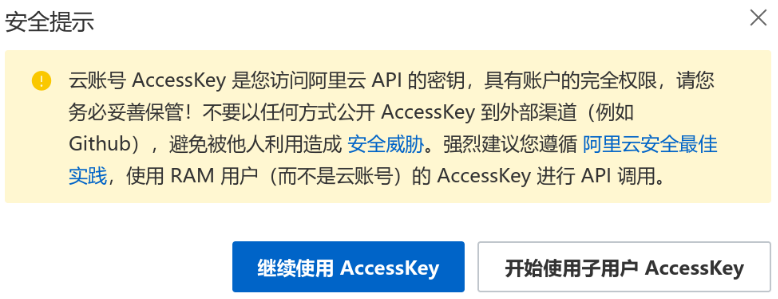 安全提示
云账号 AccessKey 是您访问阿里云 API 的密钥，具有账户的完全权限，请您
务必妥善保管！不要以任何方式公开 AccessKey 到外部渠道（例如
Github），避免被他人利用造成 安全威胁。强烈建议您遵循 阿里云安全最佳
实践，使用 RAM 用户（而不是云账号）的 AccessKey 进行 API 调用。
继续使用 AccessKey
开始使用子用户 AccessKey